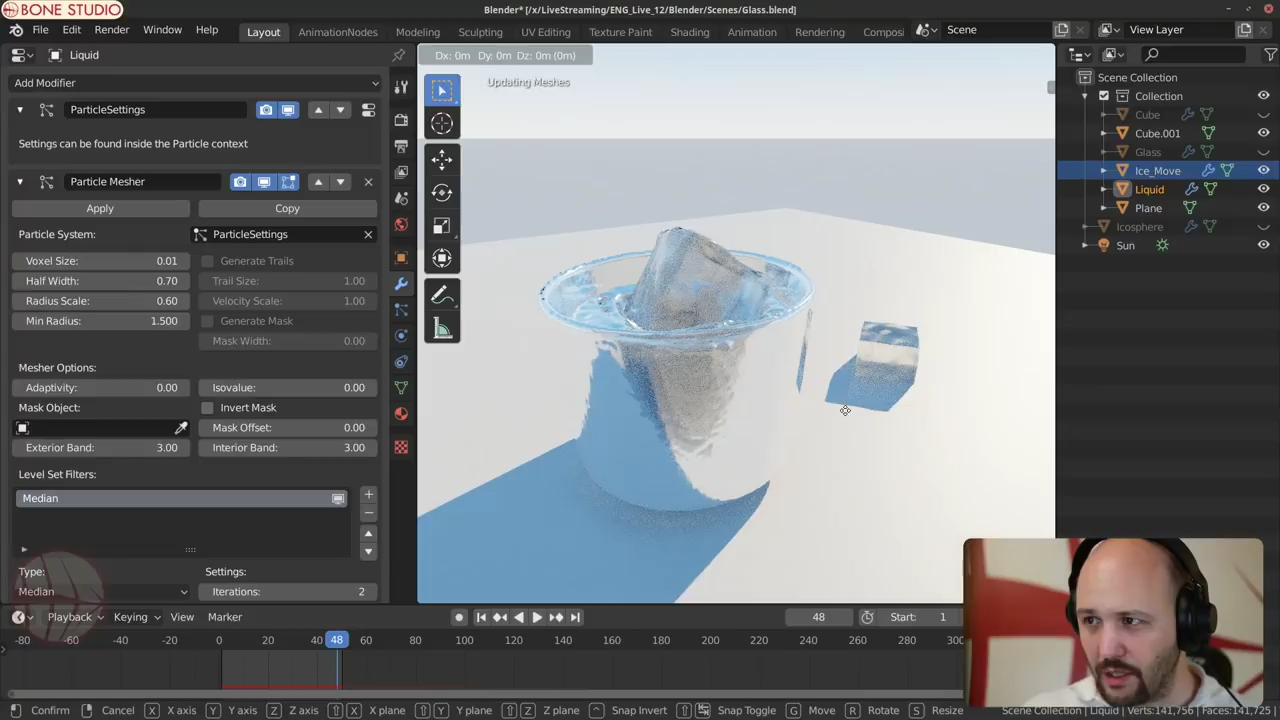 BONE STUDIO
Blender* [/x/LiveStreaming/ENG_Live_12/Blender/Scenes/Glass.blend]
File Edit Render Window Help
Layout AnimationNodes Modeling Sculpting UV Editing Texture Paint Shading Animation Rendering Composi
Scene
View Layer
Liquid
Add Modifier
ParticleSettings
Settings can be found inside the Particle context
Particle Mesher
Apply Copy
Particle System: ParticleSettings
Voxel Size: 0.01 Generate Trails
Half Width: 0.70 Trail Size: 1.00
Radius Scale: 0.60 Velocity Scale: 1.00
Min Radius: 1.500 Generate Mask
Mask Width: 0.00
Mesher Options:
Adaptivity: 0.00 Isovalue: 0.00
Mask Object: Invert Mask
Mask Offset: 0.00
Exterior Band: 3.00 Interior Band: 3.00
Level Set Filters:
Median
Type: Settings:
Median Iterations: 2
Dx: 0m Dy: 0m Dz: 0m (0m)
Updating Meshes
Scene Collection
Collection
Cube
Cube.001
Glass
Ice_Move
Liquid
Plane
Icosphere
Sun
Playback Keying View Marker
48 Start: 1
-80 -60 -40 -20 0 20 40 48 60 80 100 120 140 160 180 200 220 240 260 280 300
Confirm Cancel X X axis Y Y axis Z Z axis X X plane Y Y plane Z Z plane Snap Invert Snap Toggle G Move R Rotate S Resize Scene Collection | Liquid | Verts:141,756 | Faces:141,725